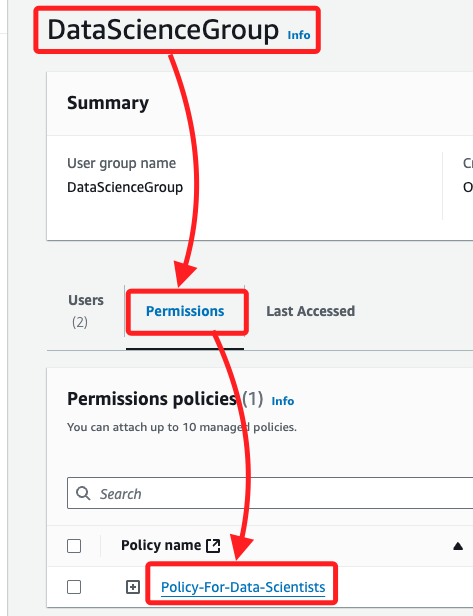 DataScienceGroup Info
Summary
User group name
DataScienceGroup
Users
(2)
Permissions
Last Accessed
Permissions policies (1) Info
You can attach up to 10 managed policies.
Search
Policy name
Policy-For-Data-Scientists